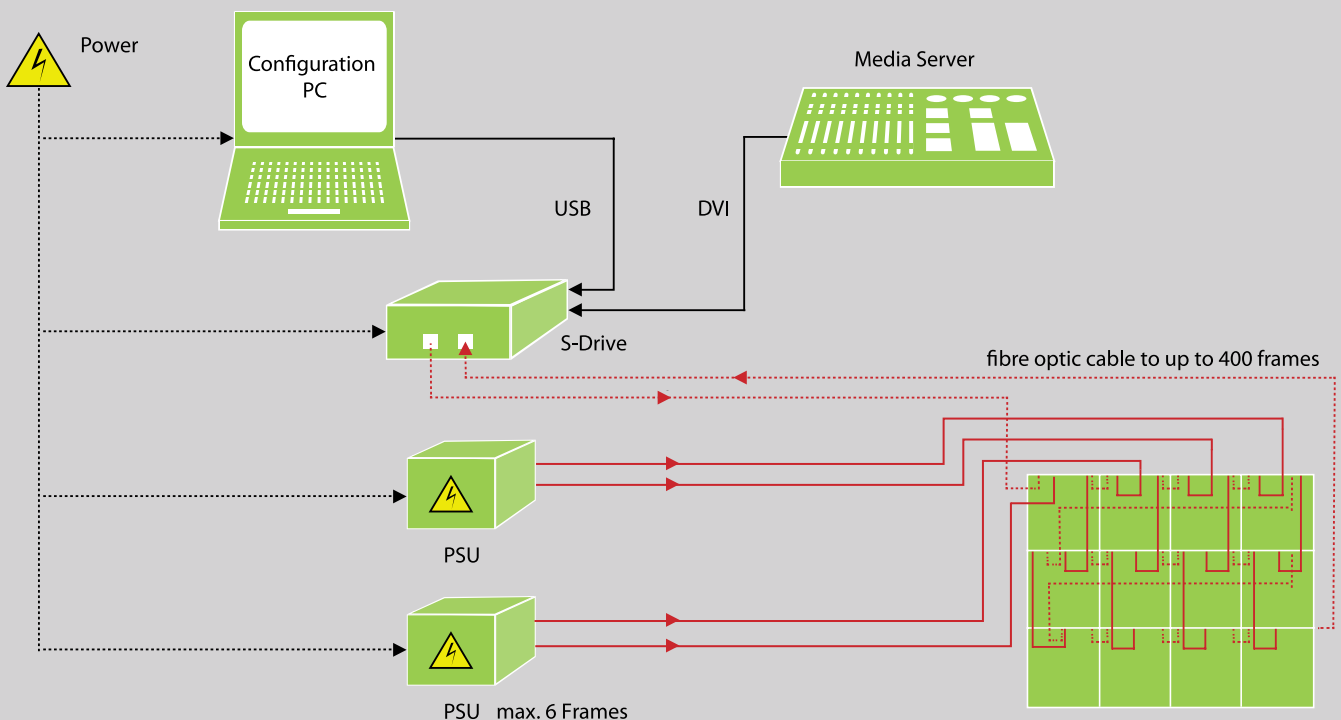 Power
Configuration
PC
Media Server
USB
DVI
S-Drive
fibre optic cable to up to 400 frames
PSU
PSU max. 6 Frames